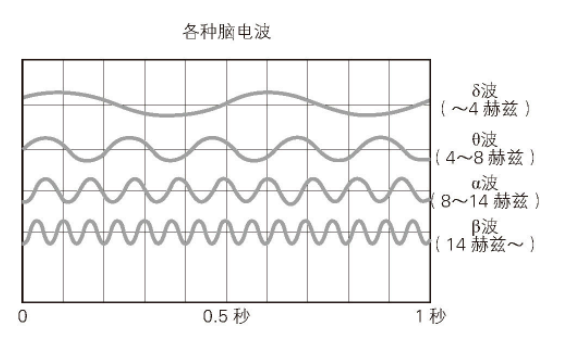 各种脑电波
δ波
(～4 赫兹)
θ波
(4～8 赫兹)
α波
(8～14 赫兹)
β波
(14 赫兹～)
0
0.5 秒
1 秒